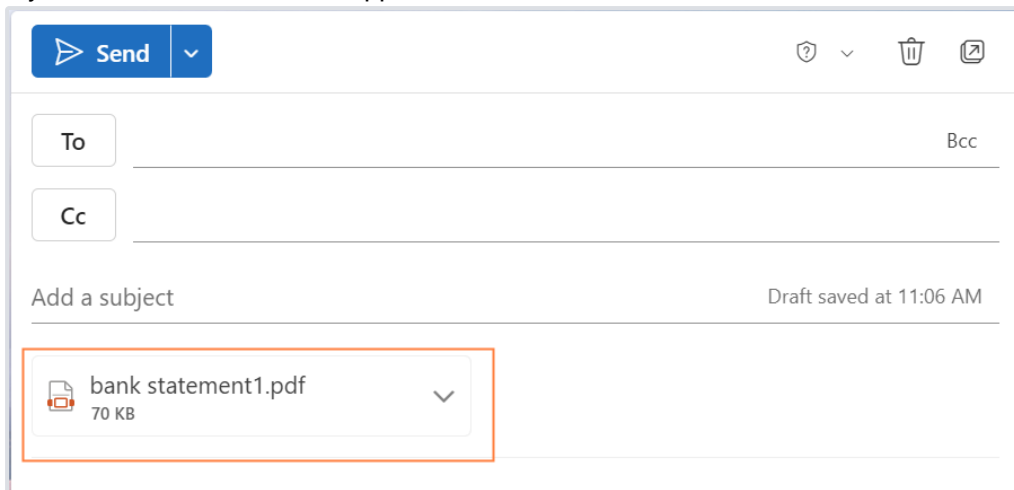 Send
To
Bcc
Cc
Add a subject
Draft saved at 11:06 AM
bank statement1.pdf
70 KB